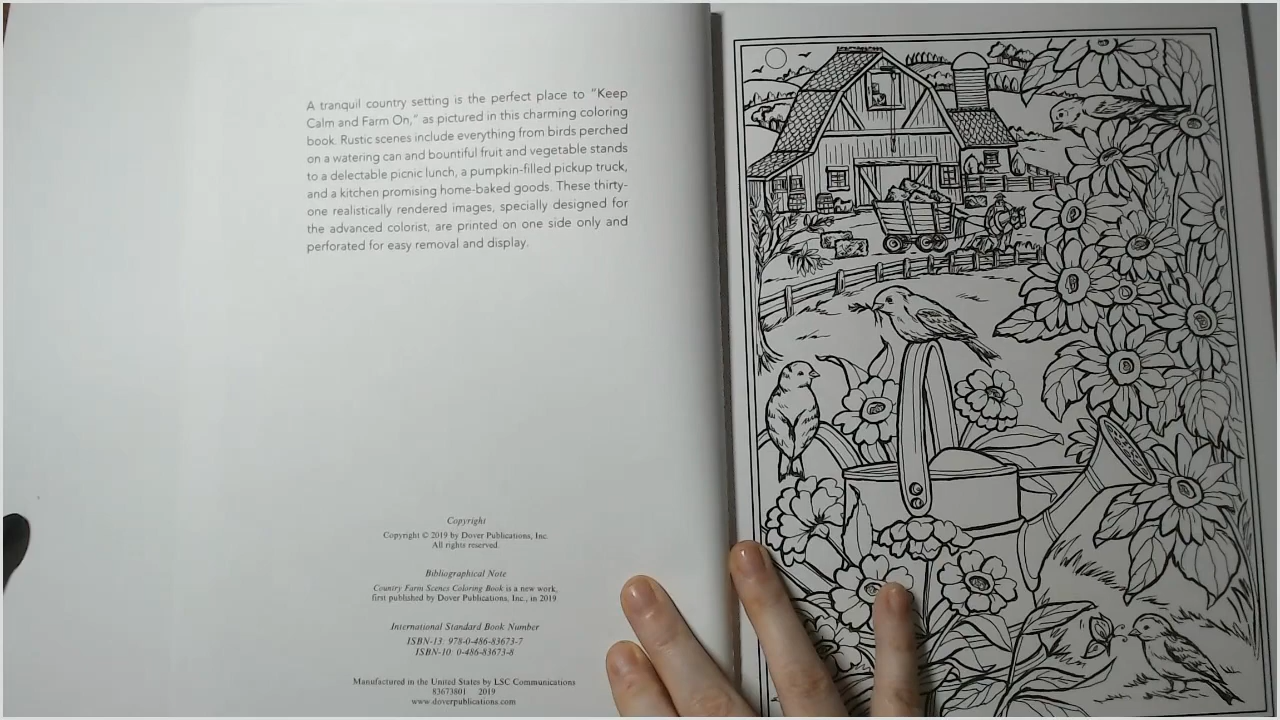 A tranquil country setting is the perfect place to “Keep
Calm and Farm On,” as pictured in this charming coloring
book. Rustic scenes include everything from birds perched
on a watering can and bountiful fruit and vegetable stands
to a delectable picnic lunch, a pumpkin-filled pickup truck,
and a kitchen promising home-baked goods. These thirty-
one realistically rendered images, specially designed for
the advanced colorist, are printed on one side only and
perforated for easy removal and display.
Copyright
Copyright © 2019 by Dover Publications, Inc.
All rights reserved.
Bibliographical Note
Country Farm Scenes Coloring Book is a new work,
first published by Dover Publications, Inc., in 2019
International Standard Book Number
ISBN-13: 978-0-486-83673-7
ISBN-10: 0-486-83673-8
Manufactured in the United States by LSC Communications
83673801 2019
www.doverpublications.com